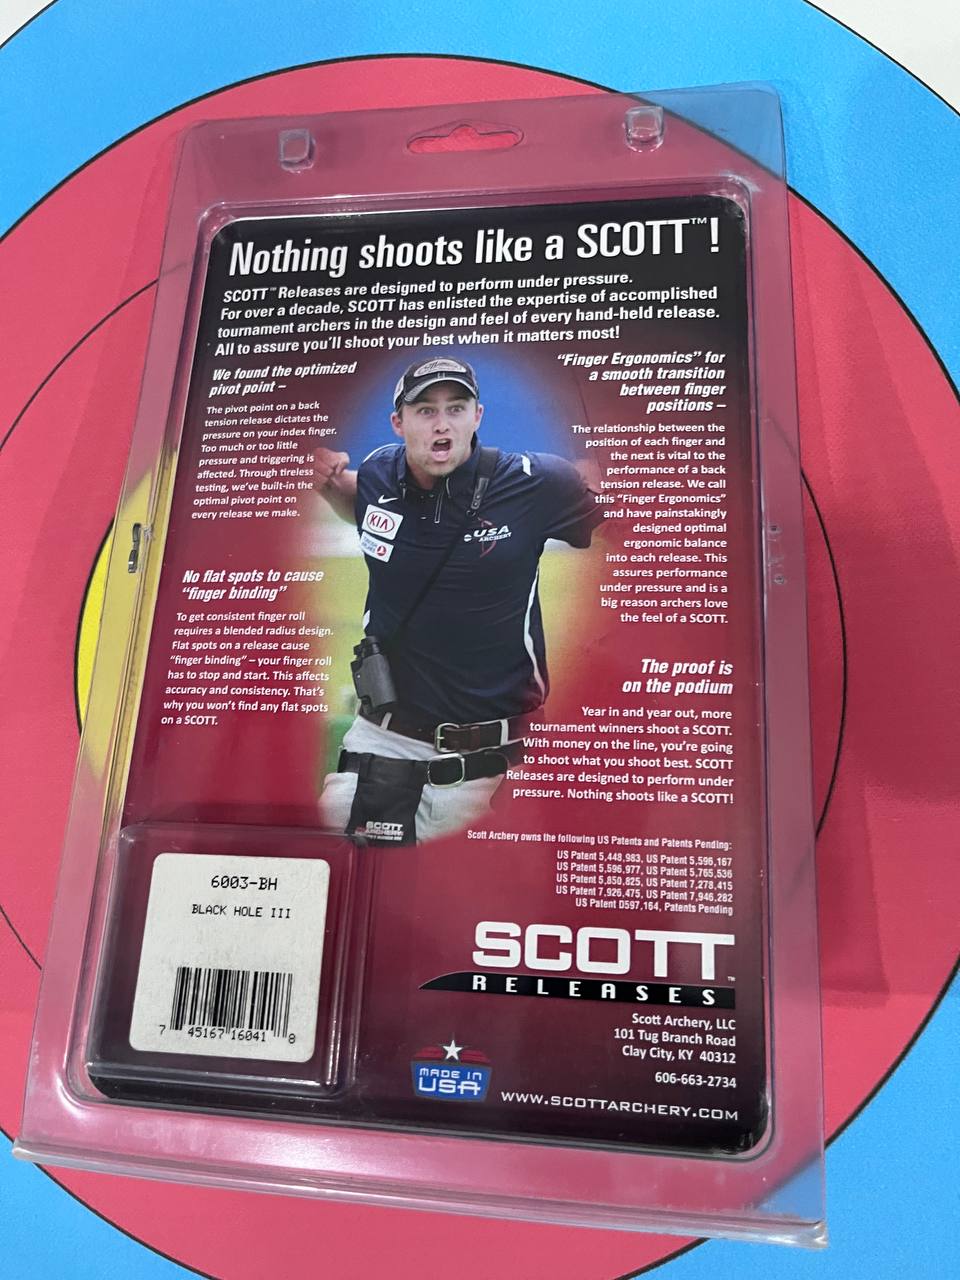 Nothing shoots like a SCOTT™!
SCOTT™ Releases are designed to perform under pressure.
For over a decade, SCOTT has enlisted the expertise of accomplished
tournament archers in the design and feel of every hand-held release.
All to assure you'll shoot your best when it matters most!
We found the optimized
pivot point –
The pivot point on a back
tension release dictates the
pressure on your index finger.
Too much or too little
pressure and triggering is
affected. Through tireless
testing, we've built-in the
optimal pivot point on
every release we make.
No flat spots to cause
"finger binding"
To get consistent finger roll
requires a blended radius design.
Flat spots on a release cause
"finger binding" – your finger roll
has to stop and start. This affects
accuracy and consistency. That's
why you won't find any flat spots
on a SCOTT.
"Finger Ergonomics" for
a smooth transition
between finger
positions –
The relationship between the
position of each finger and
the next is vital to the
performance of a back
tension release. We call
this "Finger Ergonomics"
and have painstakingly
designed optimal
ergonomic balance
into each release. This
assures performance
under pressure and is a
big reason archers love
the feel of a SCOTT.
The proof is
on the podium
Year in and year out, more
tournament winners shoot a SCOTT.
With money on the line, you're going
to shoot what you shoot best. SCOTT
Releases are designed to perform under
pressure. Nothing shoots like a SCOTT!
KIA
USA
ARCHERY
SCOTT
ARCHERY
Scott Archery owns the following US Patents and Patents Pending:
US Patent 5,448,983, US Patent 5,596,167
US Patent 5,596,977, US Patent 5,765,536
US Patent 5,850,825, US Patent 7,278,415
US Patent 7,926,475, US Patent 7,946,282
US Patent D597,164, Patents Pending
6003-BH
BLACK HOLE III
7 45167 16041 8
SCOTT™
RELEASES
Scott Archery, LLC
101 Tug Branch Road
Clay City, KY 40312
606-663-2734
MADE IN
USA
WWW.SCOTTARCHERY.COM